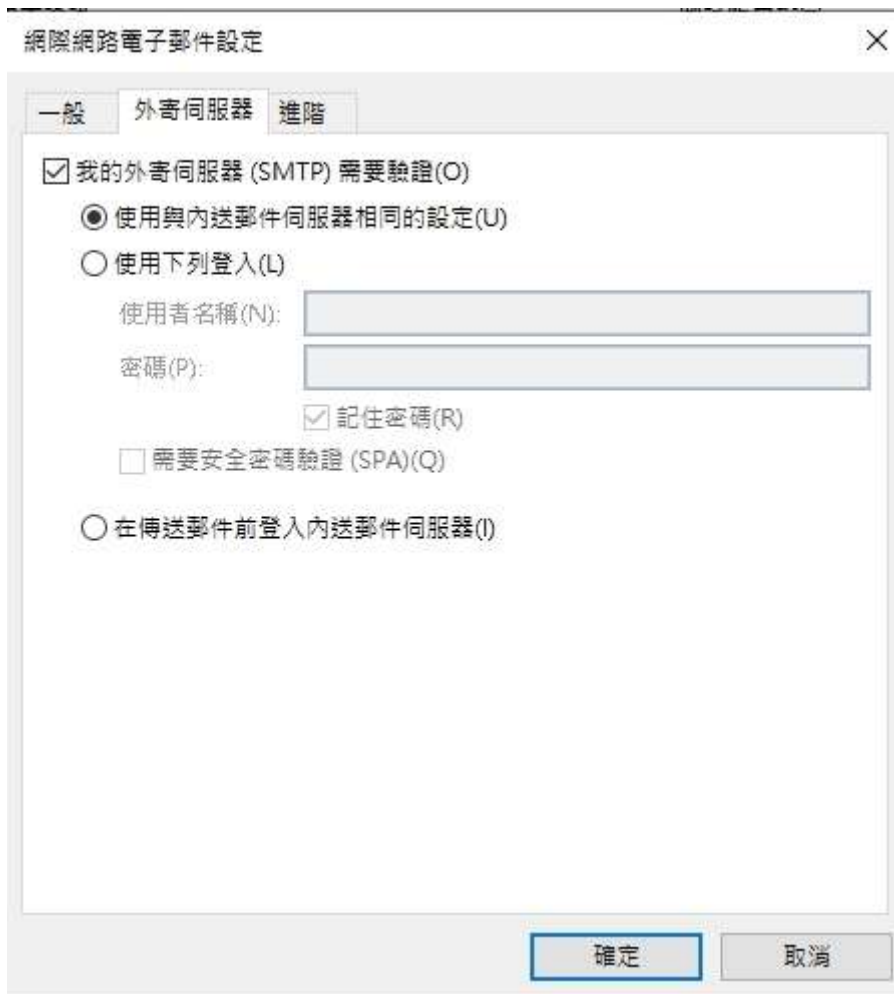 網際網路電子郵件設定
一般 外寄伺服器 進階
我的外寄伺服器 (SMTP) 需要驗證(O)
使用與內送郵件伺服器相同的設定(U)
使用下列登入(L)
使用者名稱(N):
密碼(P):
記住密碼(R)
需要安全密碼驗證 (SPA)(Q)
在傳送郵件前登入內送郵件伺服器(I)
確定 取消